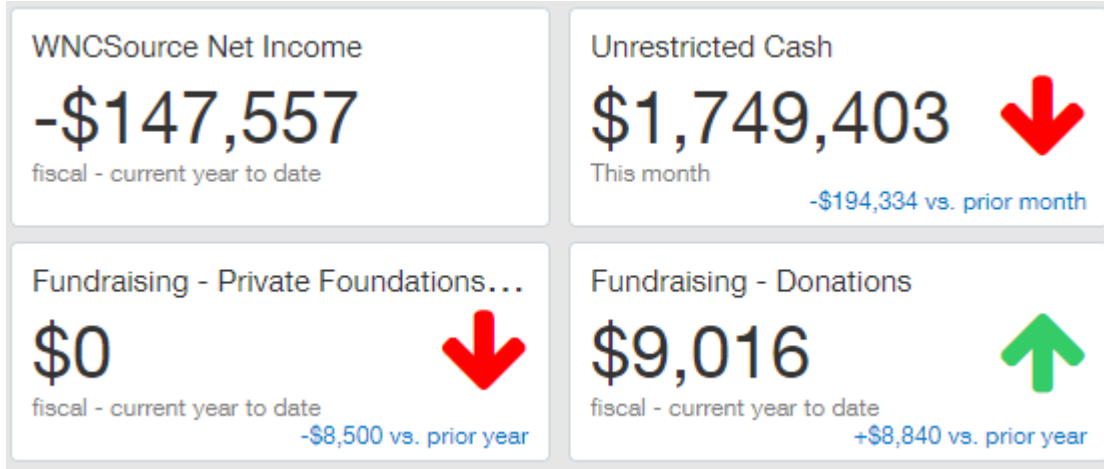 WNCSource Net Income
-$147,557
fiscal - current year to date
Unrestricted Cash
$1,749,403
This month
-$194,334 vs. prior month
Fundraising - Private Foundations...
$0
fiscal - current year to date
-$8,500 vs. prior year
Fundraising - Donations
$9,016
fiscal - current year to date
+$8,840 vs. prior year